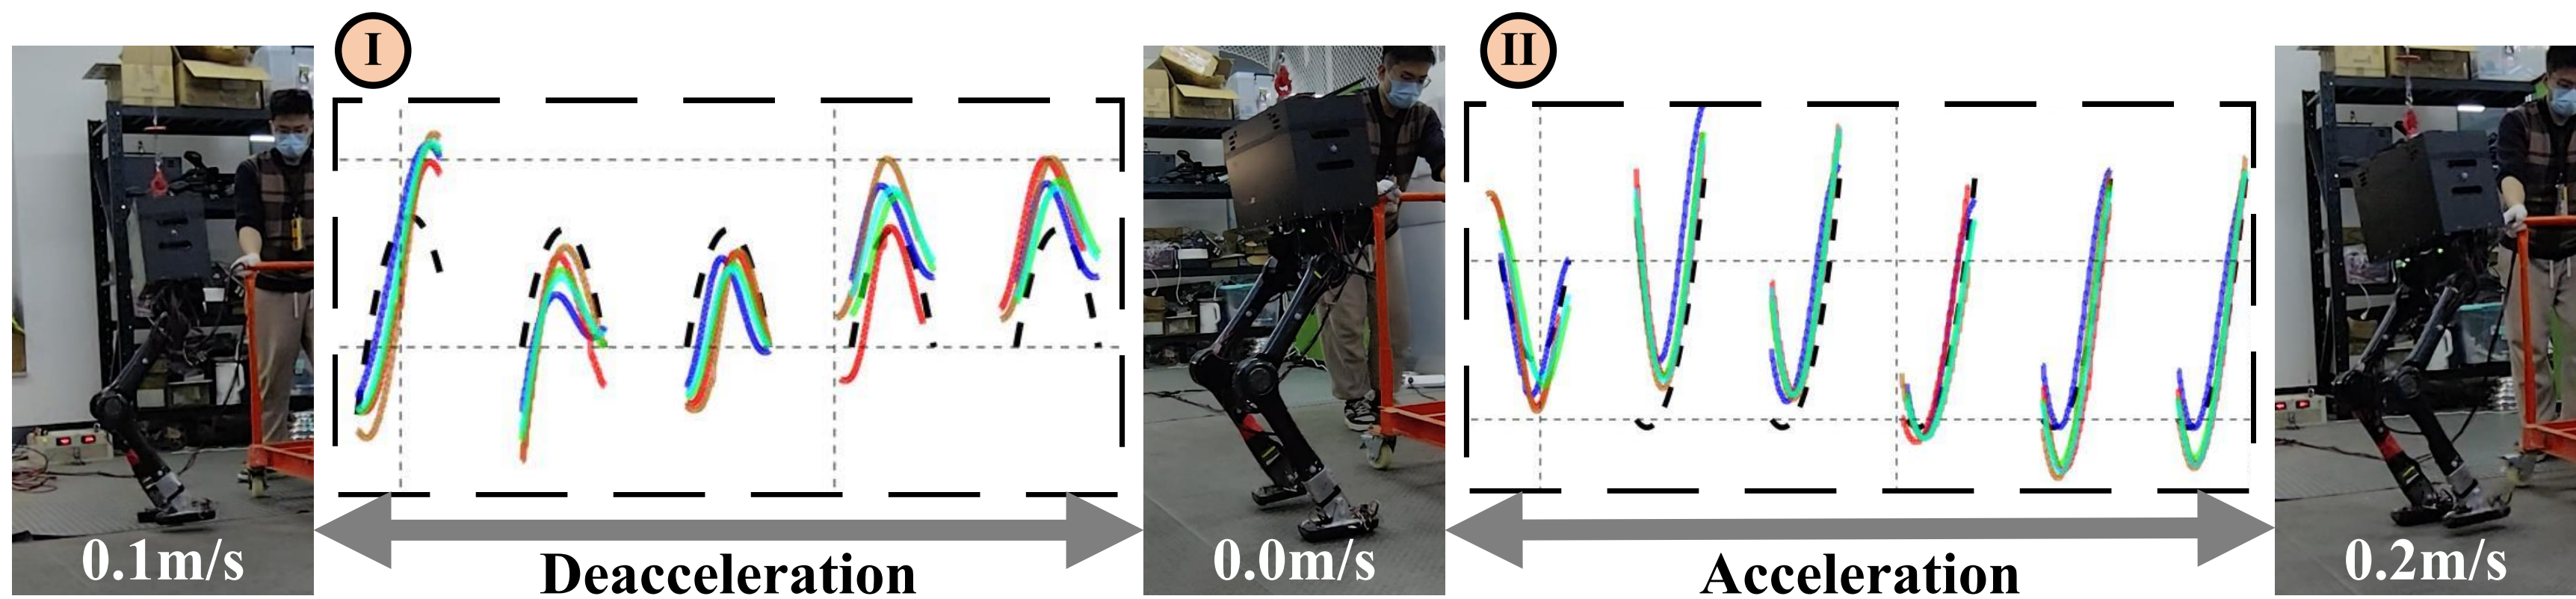 I
II
0.1m/s
Deacceleration
0.0m/s
Acceleration
0.2m/s